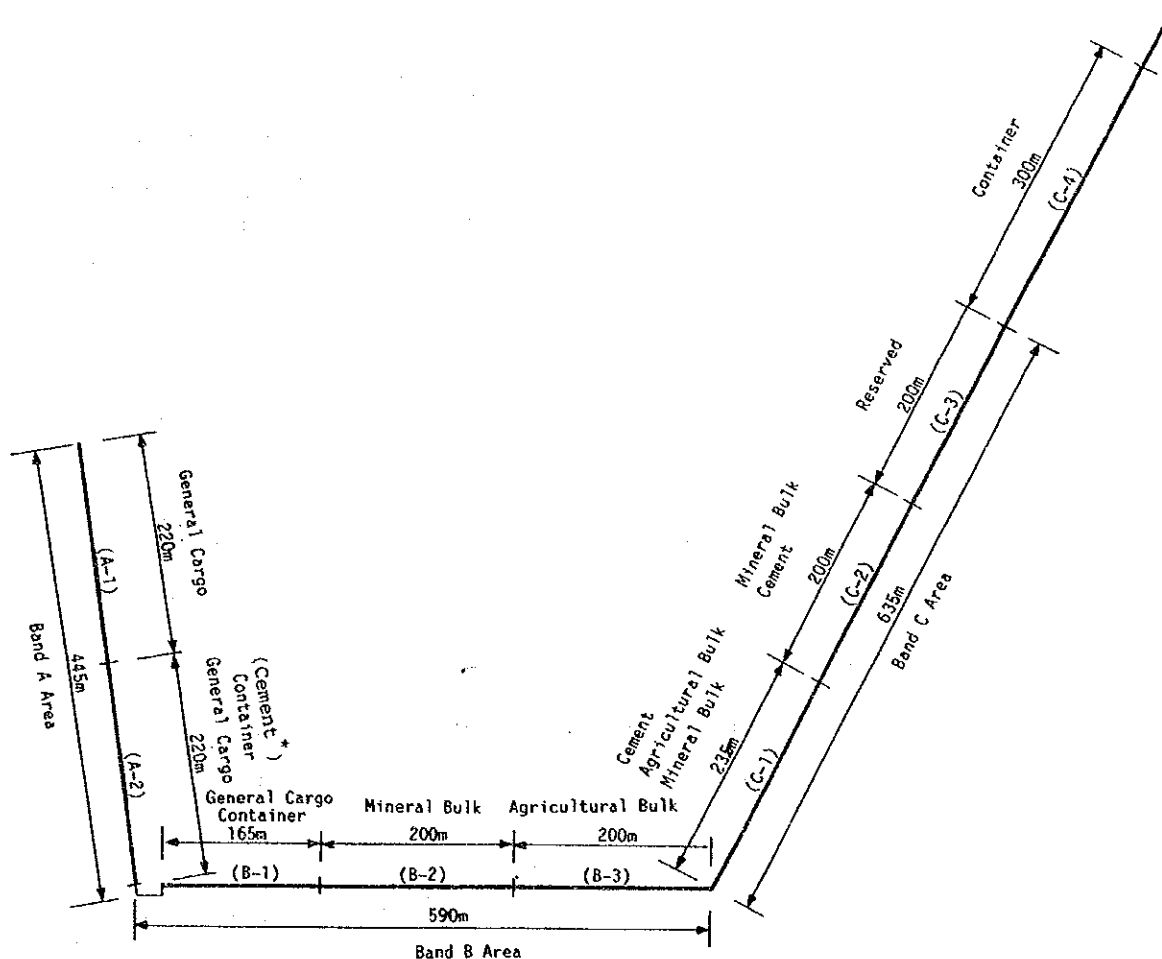 Container
300m
(C-4)
Reserved
200m
(C-3)
Mineral Bulk
Cement
200m
(C-2)
635m
Band C Area
Cement
Agricultural Bulk
Mineral Bulk
235m
(C-1)
General Cargo
220m
(A-1)
Band A Area
445m
(Cement*)
Container
General Cargo
220m
(A-2)
General Cargo
Container
165m
(B-1)
Mineral Bulk
200m
(B-2)
Agricultural Bulk
200m
(B-3)
590m
Band B Area